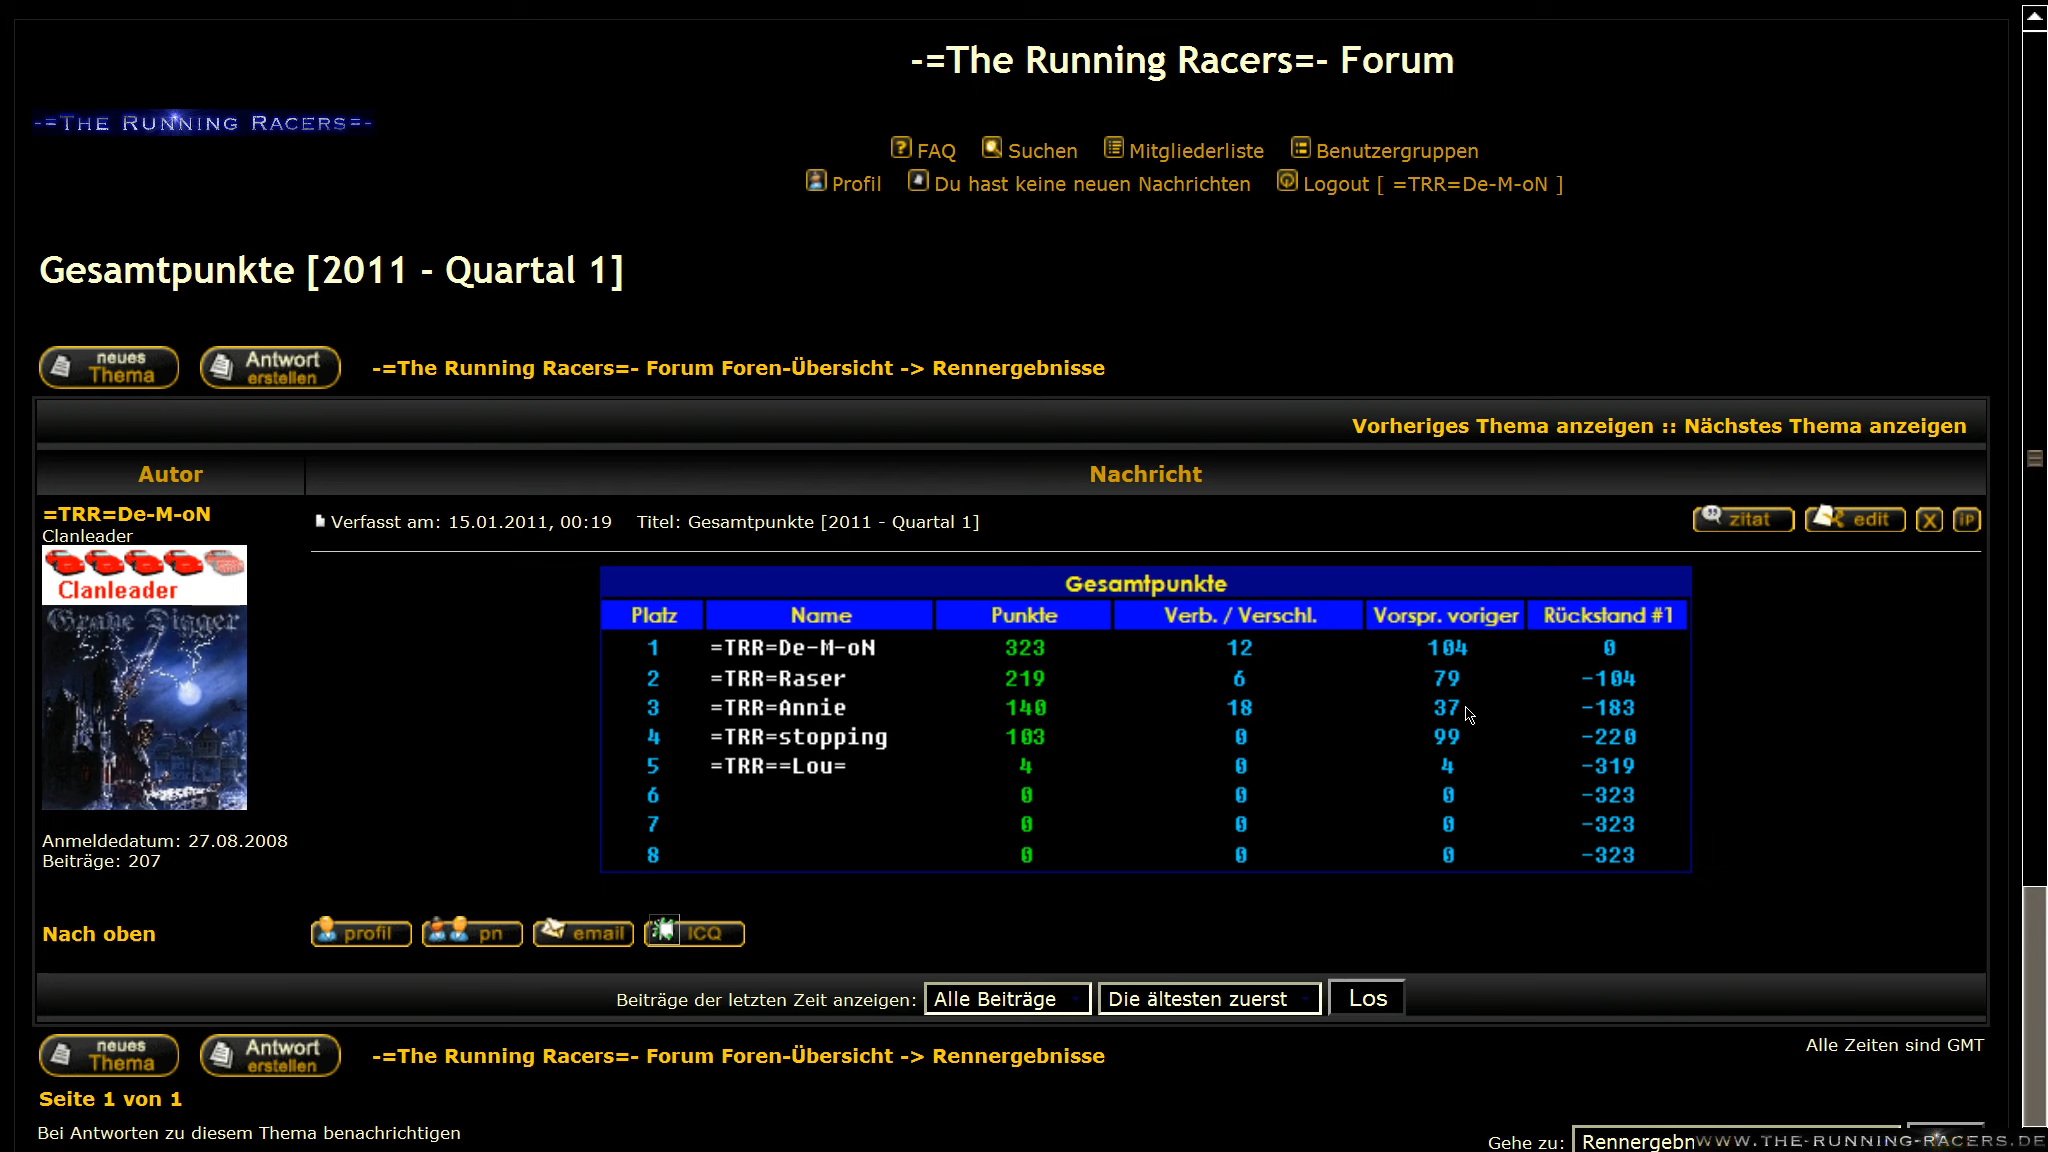 -=The Running Racers=- Forum
-=THE RUNNING RACERS=-
FAQ Suchen Mitgliederliste Benutzergruppen
Profil Du hast keine neuen Nachrichten Logout [ =TRR=De-M-oN ]
Gesamtpunkte [2011 - Quartal 1]
neues Thema Antwort erstellen -=The Running Racers=- Forum Foren-Übersicht -> Rennergebnisse
Vorheriges Thema anzeigen :: Nächstes Thema anzeigen
Autor Nachricht
=TRR=De-M-oN
Clanleader
Clanleader
Grave Digger
Anmeldedatum: 27.08.2008
Beiträge: 207
Verfasst am: 15.01.2011, 00:19 Titel: Gesamtpunkte [2011 - Quartal 1] zitat edit X iP
Gesamtpunkte
Platz Name Punkte Verb. / Verschl. Vorspr. voriger Rückstand #1
1 =TRR=De-M-oN 323 12 104 0
2 =TRR=Raser 219 6 79 -104
3 =TRR=Annie 140 18 37 -183
4 =TRR=stopping 103 0 99 -220
5 =TRR==Lou= 4 0 4 -319
6 0 0 0 -323
7 0 0 0 -323
8 0 0 0 -323
Nach oben profil pn email ICQ
Beiträge der letzten Zeit anzeigen: Alle Beiträge Die ältesten zuerst Los
neues Thema Antwort erstellen -=The Running Racers=- Forum Foren-Übersicht -> Rennergebnisse Alle Zeiten sind GMT
Seite 1 von 1
Bei Antworten zu diesem Thema benachrichtigen
Gehe zu: Rennergebn
WWW.THE-RUNNING-RACERS.DE